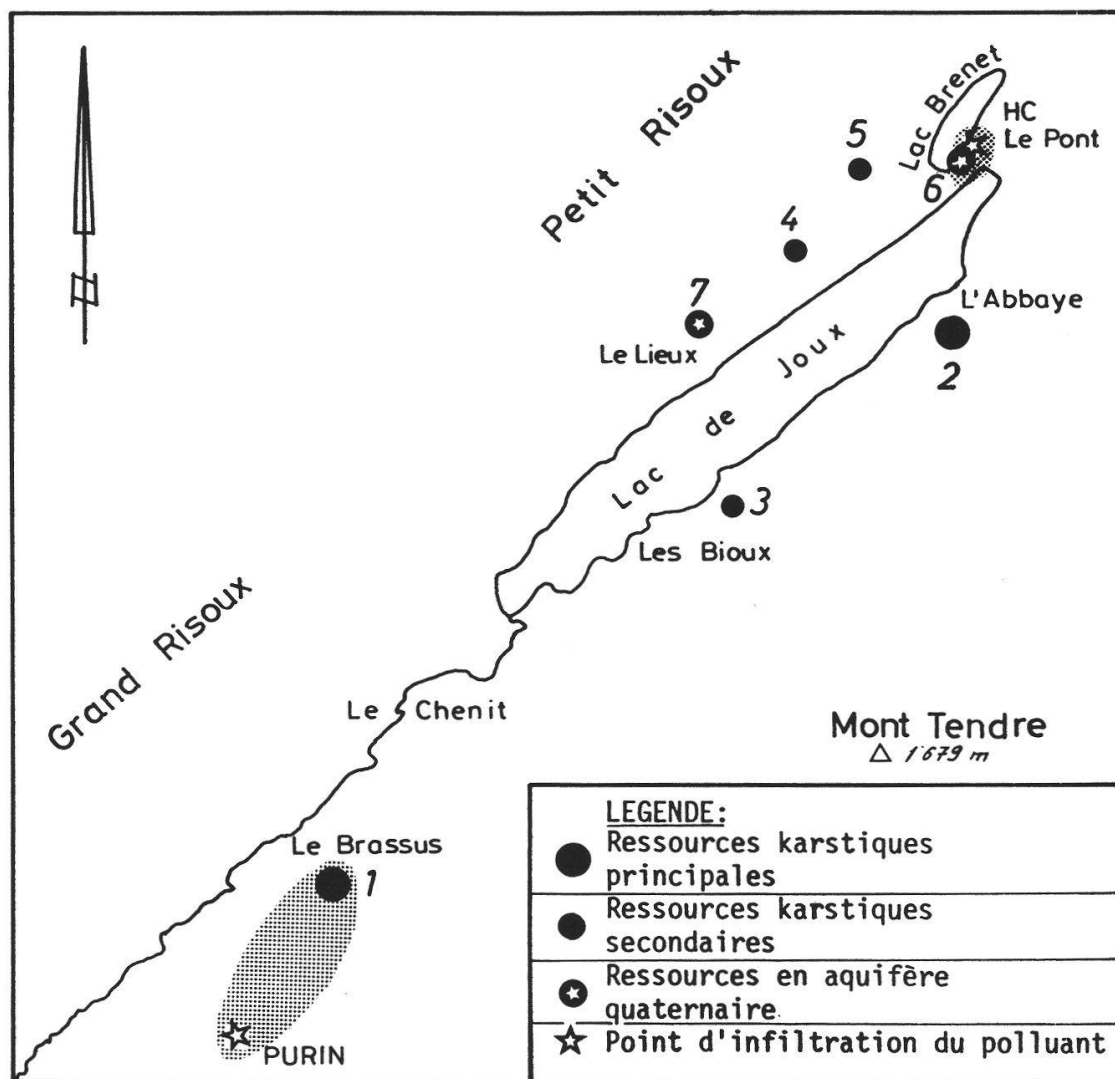 Lac Brenet
HC
Le Pont
Petit Risoux
5
6
4
7
Le Lieux
L'Abbaye
2
Lac de Joux
3
Les Bioux
Grand Risoux
Le Chenit
Mont Tendre
1'679 m
Le Brassus
1
PURIN
LEGENDE:
Ressources karstiques
principales
Ressources karstiques
secondaires
Ressources en aquifère
quaternaire
Point d'infiltration du polluant